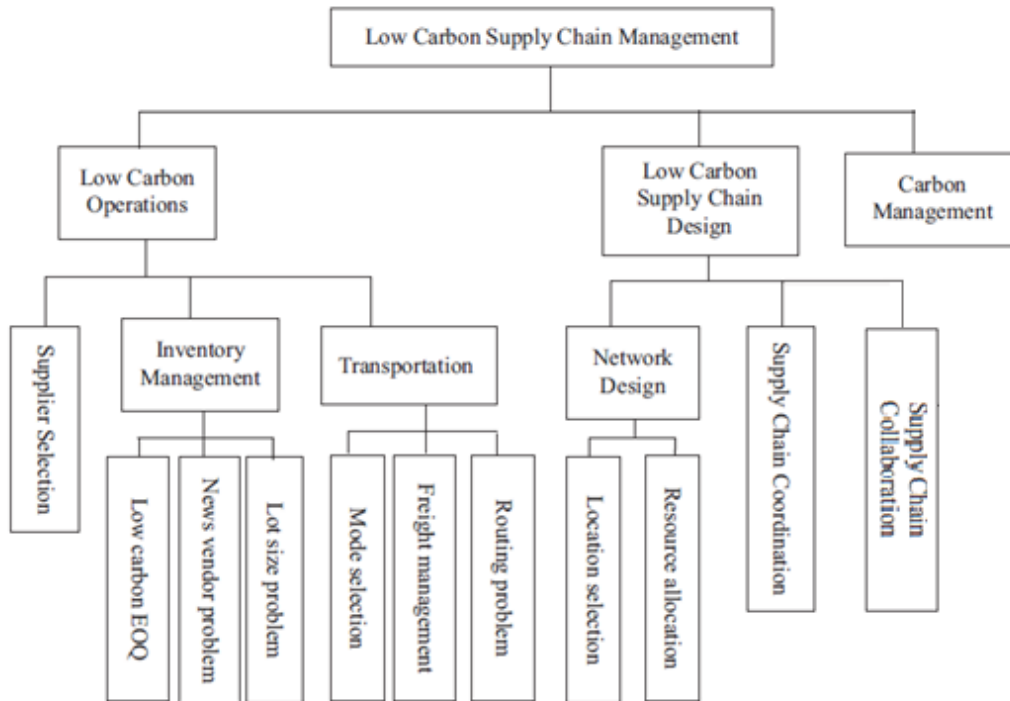 Low Carbon Supply Chain Management
Low Carbon
Operations
Low Carbon
Supply Chain
Design
Carbon
Management
Supplier Selection
Inventory
Management
Transportation
Network
Design
Supply Chain Coordination
Supply Chain
Collaboration
Low carbon EOQ
News vendor problem
Lot size problem
Mode selection
Freight management
Routing problem
Location selection
Resource allocation